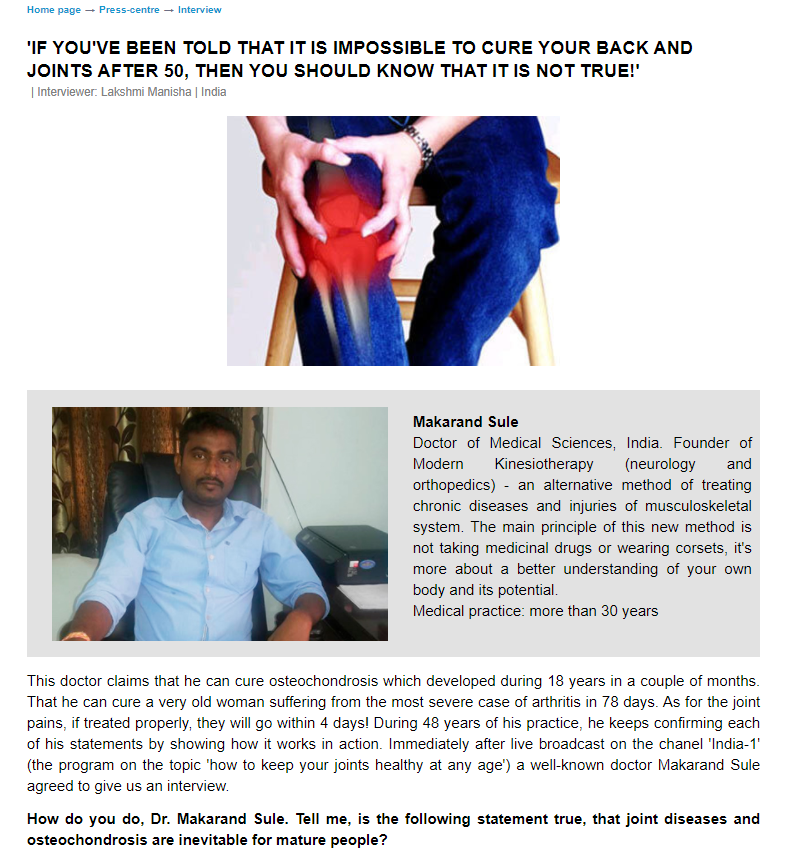 Home page → Press-centre → Interview
'IF YOU'VE BEEN TOLD THAT IT IS IMPOSSIBLE TO CURE YOUR BACK AND
JOINTS AFTER 50, THEN YOU SHOULD KNOW THAT IT IS NOT TRUE!'
| Interviewer: Lakshmi Manisha | India
Makarand Sule
Doctor of Medical Sciences, India. Founder of
Modern Kinesiotherapy (neurology and
orthopedics) - an alternative method of treating
chronic diseases and injuries of musculoskeletal
system. The main principle of this new method is
not taking medicinal drugs or wearing corsets, it's
more about a better understanding of your own
body and its potential.
Medical practice: more than 30 years
This doctor claims that he can cure osteochondrosis which developed during 18 years in a couple of months.
That he can cure a very old woman suffering from the most severe case of arthritis in 78 days. As for the joint
pains, if treated properly, they will go within 4 days! During 48 years of his practice, he keeps confirming each
of his statements by showing how it works in action. Immediately after live broadcast on the chanel 'India-1'
(the program on the topic 'how to keep your joints healthy at any age') a well-known doctor Makarand Sule
agreed to give us an interview.
How do you do, Dr. Makarand Sule. Tell me, is the following statement true, that joint diseases and
osteochondrosis are inevitable for mature people?